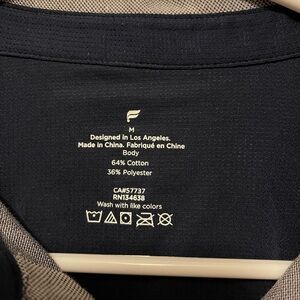 M
Designed in Los Angeles.
Made in China. Fabriqué en Chine
Body
64% Cotton
36% Polyester
CA#57737
RN134638
Wash with like colors